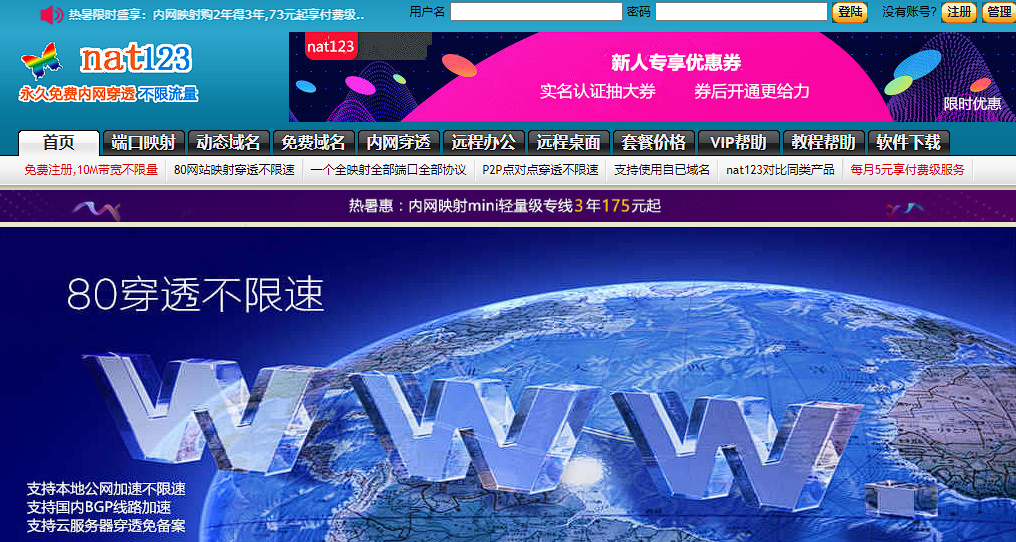 热暑限时盛享：内网映射购2年得3年,73元起享付费级..
用户名 密码 登陆 没有账号？ 注册 管理
nat123
永久免费内网穿透 不限流量
nat123
新人专享优惠券
实名认证抽大券 券后开通更给力
限时优惠
首页 端口映射 动态域名 免费域名 内网穿透 远程办公 远程桌面 套餐价格 VIP帮助 教程帮助 软件下载
免费注册,10M带宽不限量 80网站映射穿透不限速 一个全映射全部端口全部协议 P2P点对点穿透不限速 支持使用自已域名 nat123对比同类产品 每月5元享付费级服务
热暑惠：内网映射mini轻量级专线3年175元起
80穿透不限速
WWW.
支持本地公网加速不限速
支持国内BGP线路加速
支持云服务器穿透免备案